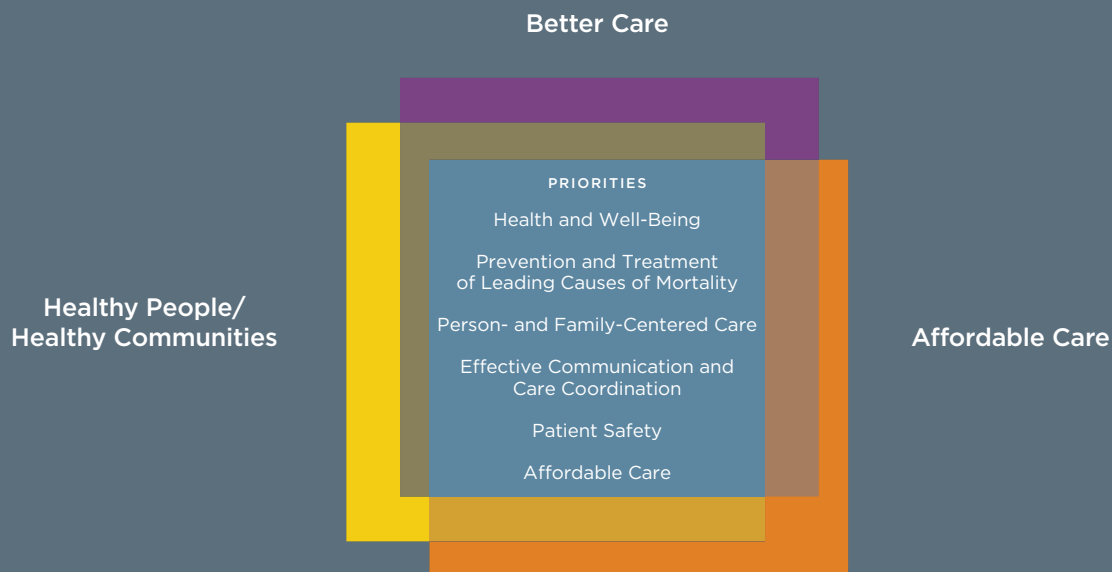 Better Care
PRIORITIES
Health and Well-Being
Prevention and Treatment
of Leading Causes of Mortality
Healthy People/
Healthy Communities
Person- and Family-Centered Care
Affordable Care
Effective Communication and
Care Coordination
Patient Safety
Affordable Care